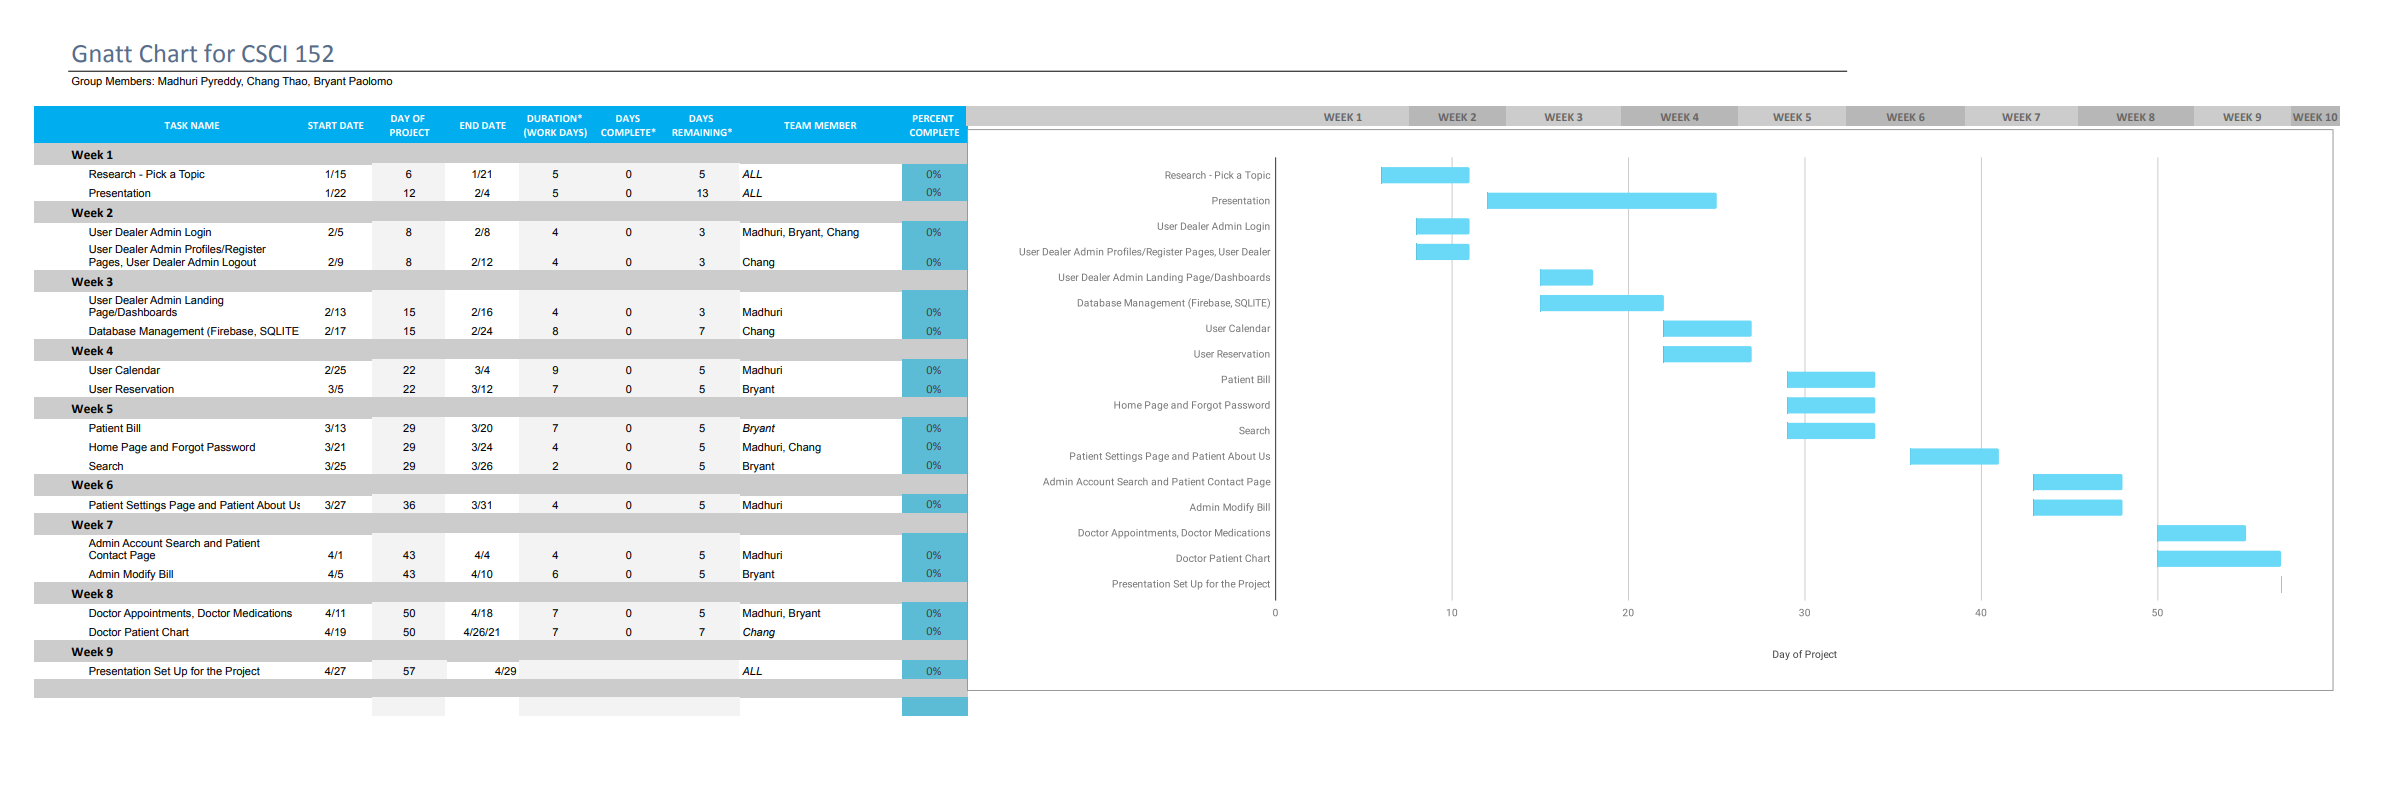 Gnatt Chart for CSCI 152
Group Members: Madhuri Pyreddy, Chang Thao, Bryant Paolomo
TASK NAME START DATE DAY OF PROJECT END DATE DURATION* (WORK DAYS) DAYS COMPLETE* DAYS REMAINING* TEAM MEMBER PERCENT COMPLETE
Week 1
Research - Pick a Topic 1/15 6 1/21 5 0 5 ALL 0%
Presentation 1/22 12 2/4 5 0 13 ALL 0%
Week 2
User Dealer Admin Login 2/5 8 2/8 4 0 3 Madhuri, Bryant, Chang 0%
User Dealer Admin Profiles/Register
Pages, User Dealer Admin Logout 2/9 8 2/12 4 0 3 Chang 0%
Week 3
User Dealer Admin Landing
Page/Dashboards 2/13 15 2/16 4 0 3 Madhuri 0%
Database Management (Firebase, SQLITE 2/17 15 2/24 8 0 7 Chang 0%
Week 4
User Calendar 2/25 22 3/4 9 0 5 Madhuri 0%
User Reservation 3/5 22 3/12 7 0 5 Bryant 0%
Week 5
Patient Bill 3/13 29 3/20 7 0 5 Bryant 0%
Home Page and Forgot Password 3/21 29 3/24 4 0 5 Madhuri, Chang 0%
Search 3/25 29 3/26 2 0 5 Bryant 0%
Week 6
Patient Settings Page and Patient About Us 3/27 36 3/31 4 0 5 Madhuri 0%
Week 7
Admin Account Search and Patient
Contact Page 4/1 43 4/4 4 0 5 Madhuri 0%
Admin Modify Bill 4/5 43 4/10 6 0 5 Bryant 0%
Week 8
Doctor Appointments, Doctor Medications 4/11 50 4/18 7 0 5 Madhuri, Bryant 0%
Doctor Patient Chart 4/19 50 4/26/21 7 0 7 Chang 0%
Week 9
Presentation Set Up for the Project 4/27 57 4/29 ALL 0%
WEEK 1 WEEK 2 WEEK 3 WEEK 4 WEEK 5 WEEK 6 WEEK 7 WEEK 8 WEEK 9 WEEK 10
Research - Pick a Topic
Presentation
User Dealer Admin Login
User Dealer Admin Profiles/Register Pages, User Dealer
User Dealer Admin Landing Page/Dashboards
Database Management (Firebase, SQLITE)
User Calendar
User Reservation
Patient Bill
Home Page and Forgot Password
Search
Patient Settings Page and Patient About Us
Admin Account Search and Patient Contact Page
Admin Modify Bill
Doctor Appointments, Doctor Medications
Doctor Patient Chart
Presentation Set Up for the Project
0 10 20 30 40 50
Day of Project